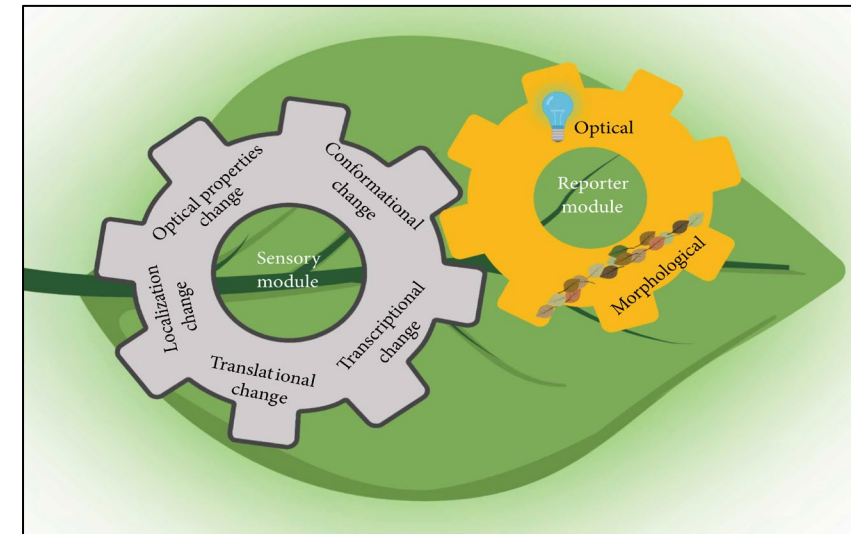 Optical properties
change
Conformational
change
Sensory
module
Localization
change
Translational
change
Transcriptional
change
Optical
Reporter
module
Morphological